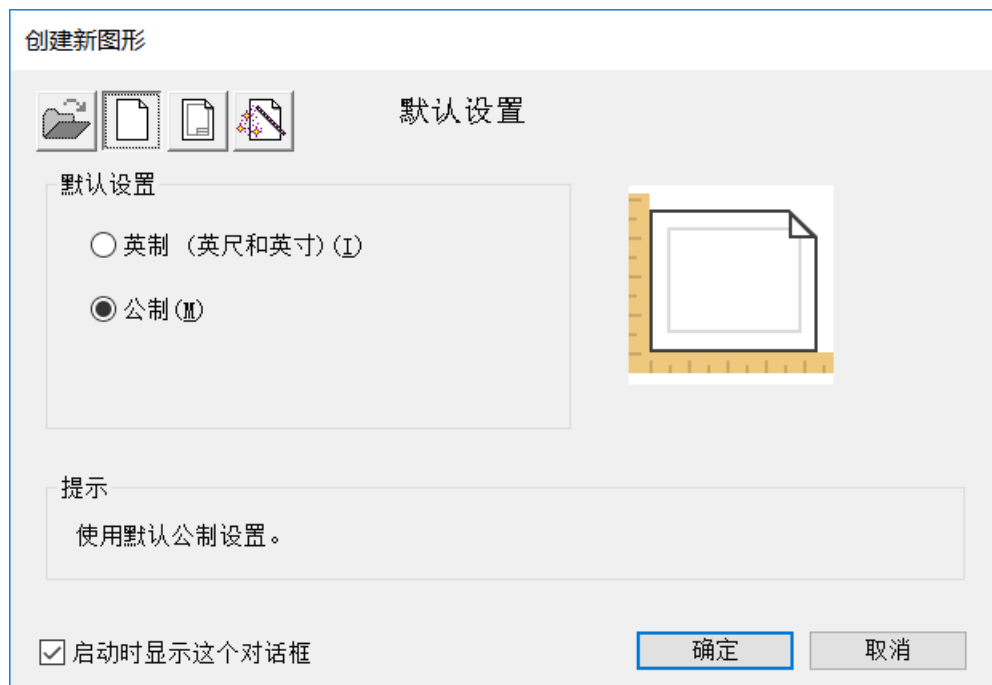 创建新图形
默认设置
默认设置
英制 (英尺和英寸)(I)
公制(M)
提示
使用默认公制设置。
启动时显示这个对话框
确定
取消